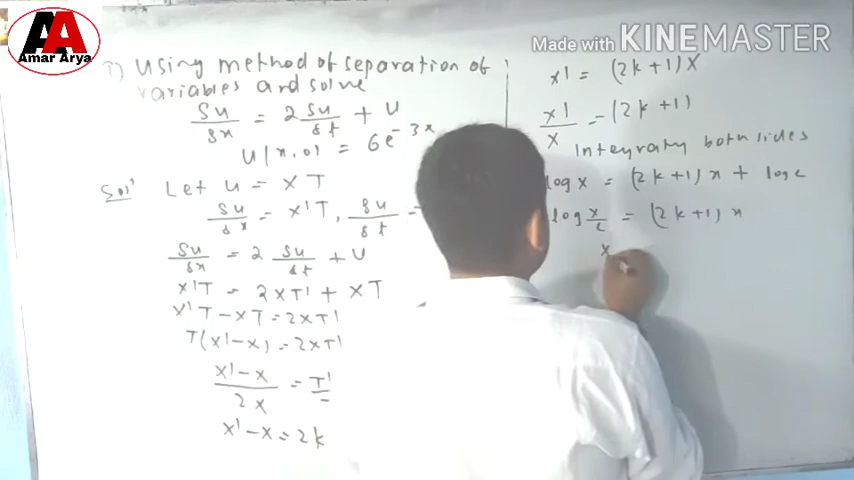 AA
Amar Arya
Made with KINEMASTER
1) Using method of separation of
variables and solve
δu/δx = 2 δu/δt + U
U(x,0) = 6e^-3x
Sol' Let u = XT
δu/δx = X'T, δu/δt =
δu/δx = 2 δu/δt + U
X'T = 2XT' + XT
X'T - XT = 2XT'
T(X'-X) = 2XT'
X'-X/2X = T'/
X'-X = 2k
X' = (2k+1)X
X'/X = (2k+1)
Integraty both sides
log X = (2k+1)x + log c
log X/c = (2k+1)x
X